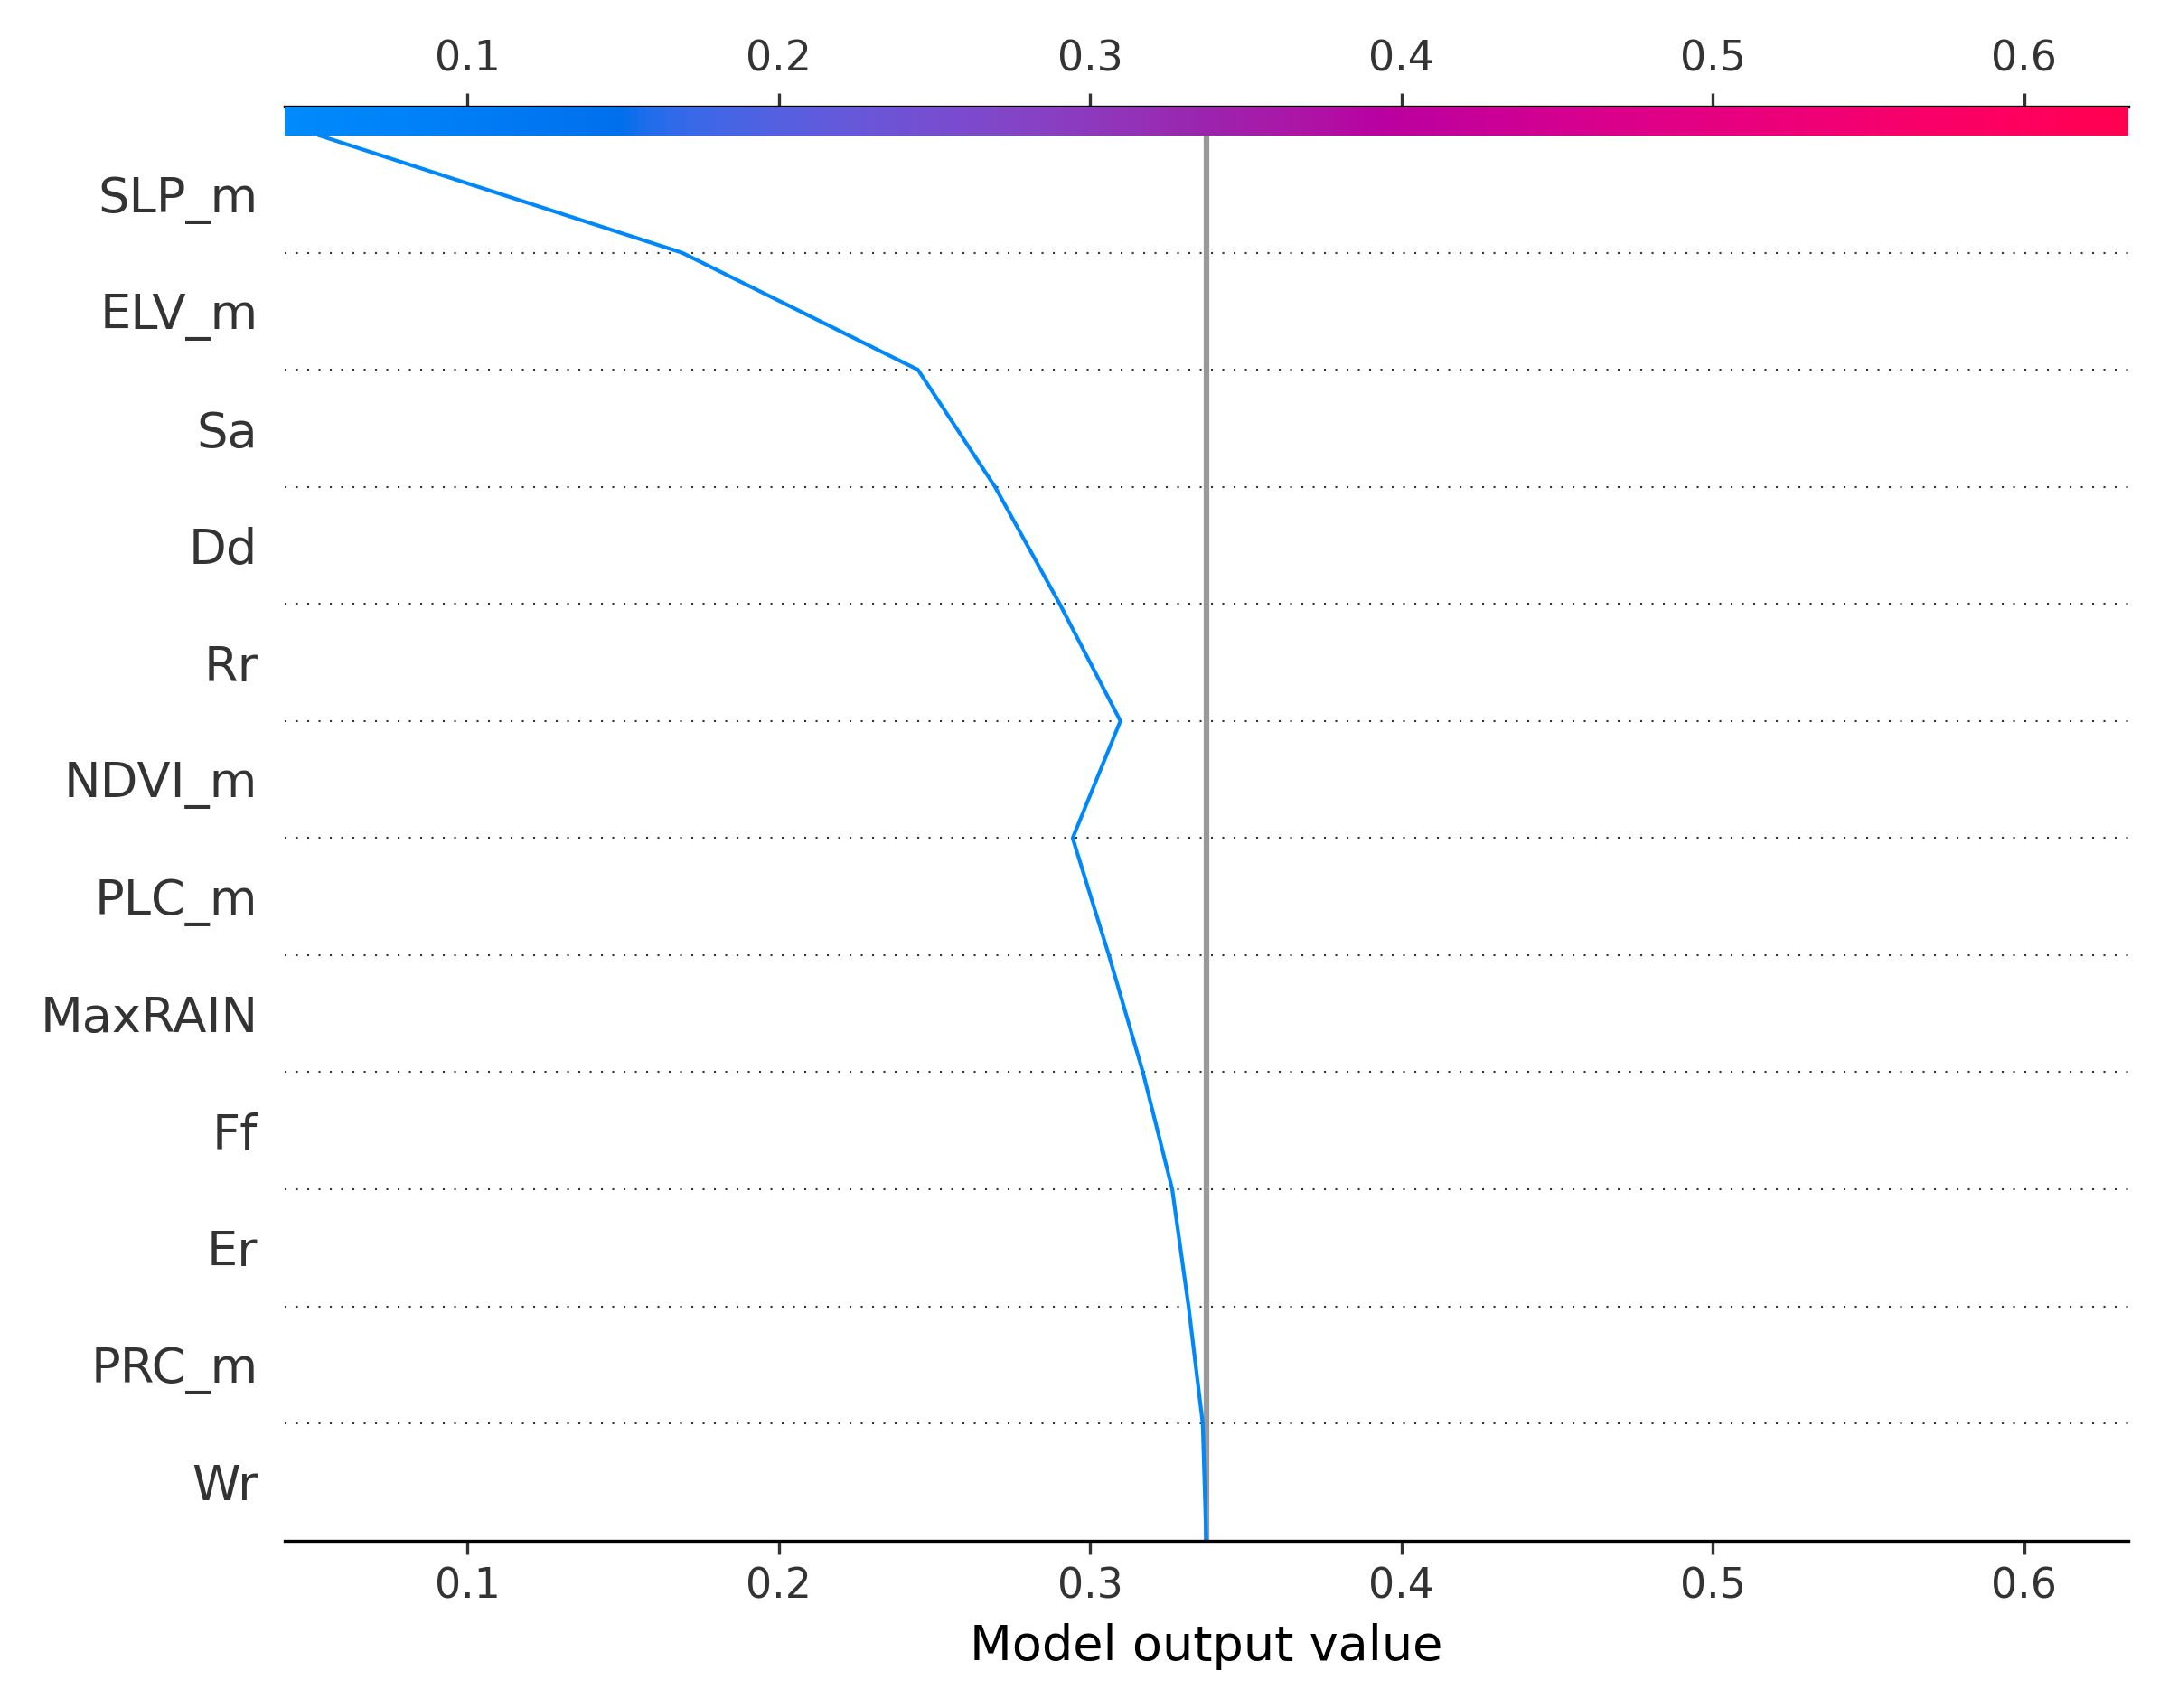 0.1 0.2 0.3 0.4 0.5 0.6
SLP_m
ELV_m
Sa
Dd
Rr
NDVI_m
PLC_m
MaxRAIN
Ff
Er
PRC_m
Wr
0.1 0.2 0.3 0.4 0.5 0.6
Model output value